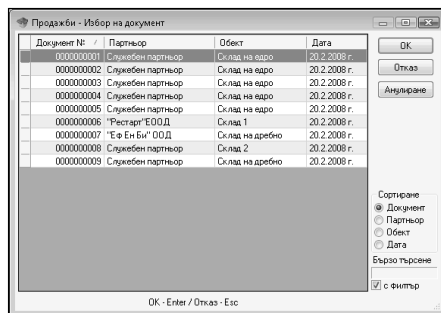 Продажби - Избор на документ
Документ № / Партньор Обект Дата
0000000001 Служебен партньор Склад на едро 20.2.2008 г.
0000000002 Служебен партньор Склад на едро 20.2.2008 г.
0000000003 Служебен партньор Склад на едро 20.2.2008 г.
0000000004 Служебен партньор Склад на едро 20.2.2008 г.
0000000005 Служебен партньор Склад на едро 20.2.2008 г.
0000000006 "Рестарт"ЕООД Склад 1 20.2.2008 г.
0000000007 "Еф Ен Би" ООД Склад на дребно 20.2.2008 г.
0000000008 Служебен партньор Склад 2 20.2.2008 г.
0000000009 Служебен партньор Склад на дребно 20.2.2008 г.
OK
Отказ
Анулиране
Сортиране
Документ
Партньор
Обект
Дата
Бързо търсене
с филтър
OK - Enter / Отказ - Esc